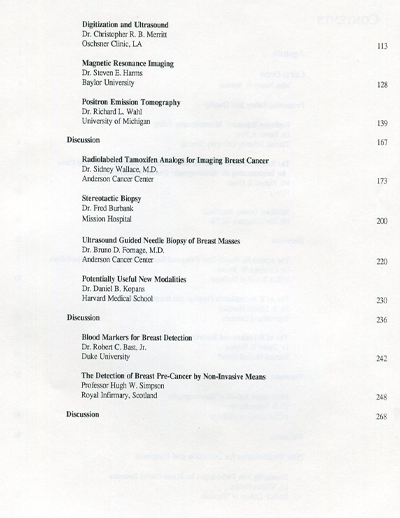 Digitization and Ultrasound
Dr. Christopher R. B. Merritt
Oschsner Clinic, LA 113
Magnetic Resonance Imaging
Dr. Steven E. Harms
Baylor University 128
Positron Emission Tomography
Dr. Richard L. Wahl
University of Michigan 139
Discussion 167
Radiolabeled Tamoxifen Analogs for Imaging Breast Cancer
Dr. Sidney Wallace, M.D.
Anderson Cancer Center 173
Stereotactic Biopsy
Dr. Fred Burbank
Mission Hospital 200
Ultrasound Guided Needle Biopsy of Breast Masses
Dr. Bruno D. Fornage, M.D.
Anderson Cancer Center 220
Potentially Useful New Modalities
Dr. Daniel B. Kopans
Harvard Medical School 230
Discussion 236
Blood Markers for Breast Detection
Dr. Robert C. Bast, Jr.
Duke University 242
The Detection of Breast Pre-Cancer by Non-Invasive Means
Professor Hugh W. Simpson
Royal Infirmary, Scotland 248
Discussion 268